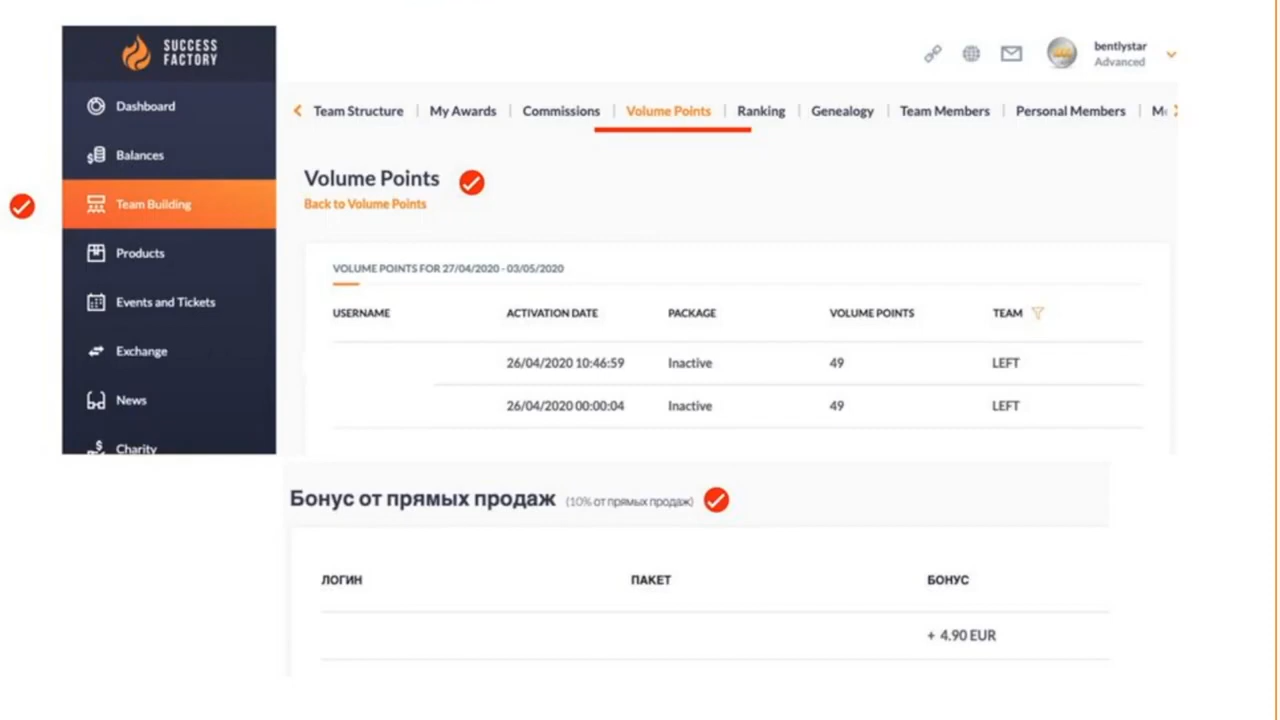 SUCCESS
FACTORY
bentlystar
Advanced
Dashboard
Balances
Team Building
Products
Events and Tickets
Exchange
News
Charity
Team Structure | My Awards | Commissions | Volume Points | Ranking | Genealogy | Team Members | Personal Members |
Volume Points
Back to Volume Points
VOLUME POINTS FOR 27/04/2020 - 03/05/2020
USERNAME ACTIVATION DATE PACKAGE VOLUME POINTS TEAM
26/04/2020 10:46:59 Inactive 49 LEFT
26/04/2020 00:00:04 Inactive 49 LEFT
Бонус от прямых продаж (10% от прямых продаж)
ЛОГИН ПАКЕТ БОНУС
+ 4.90 EUR